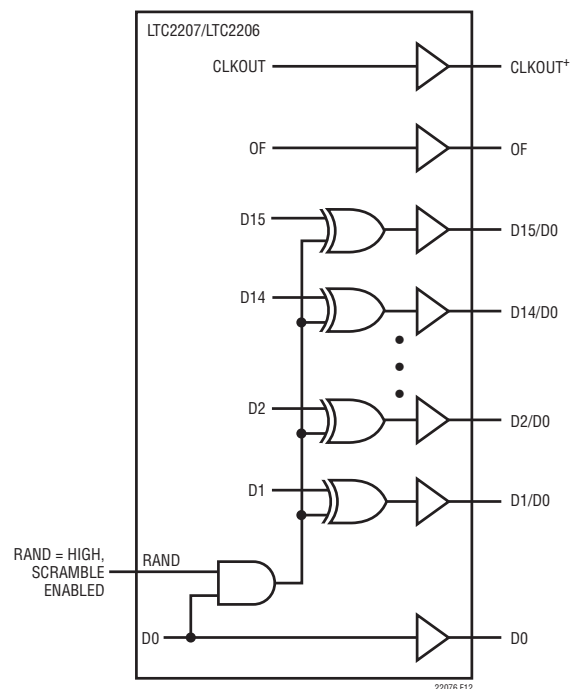 LTC2207/LTC2206
CLKOUT
CLKOUT+
OF
OF
D15
D15/D0
D14
D14/D0
D2
D2/D0
D1
D1/D0
RAND = HIGH,
SCRAMBLE
ENABLED
RAND
D0
D0
22076 F12